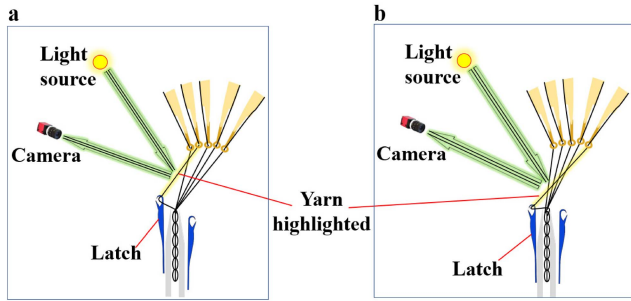 a
Light
source
Camera
Latch
Yarn
highlighted
b
Light
source
Camera
Latch